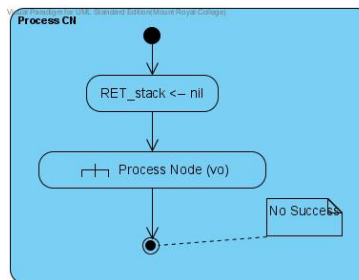 Visual Paradigm for UML Standard Edition(Mount Royal College)
Process CN
RET_stack <-- nil
Process Node (vo)
No Success